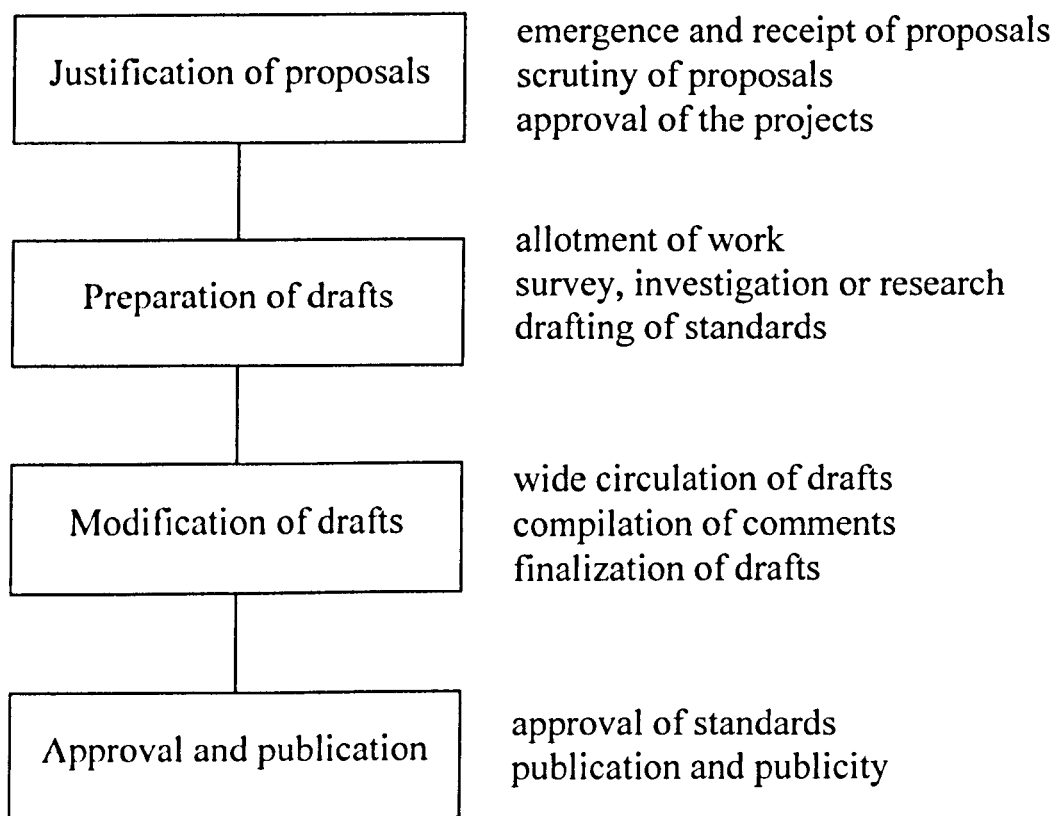 Justification of proposals
emergence and receipt of proposals
scrutiny of proposals
approval of the projects
Preparation of drafts
allotment of work
survey, investigation or research
drafting of standards
Modification of drafts
wide circulation of drafts
compilation of comments
finalization of drafts
Approval and publication
approval of standards
publication and publicity